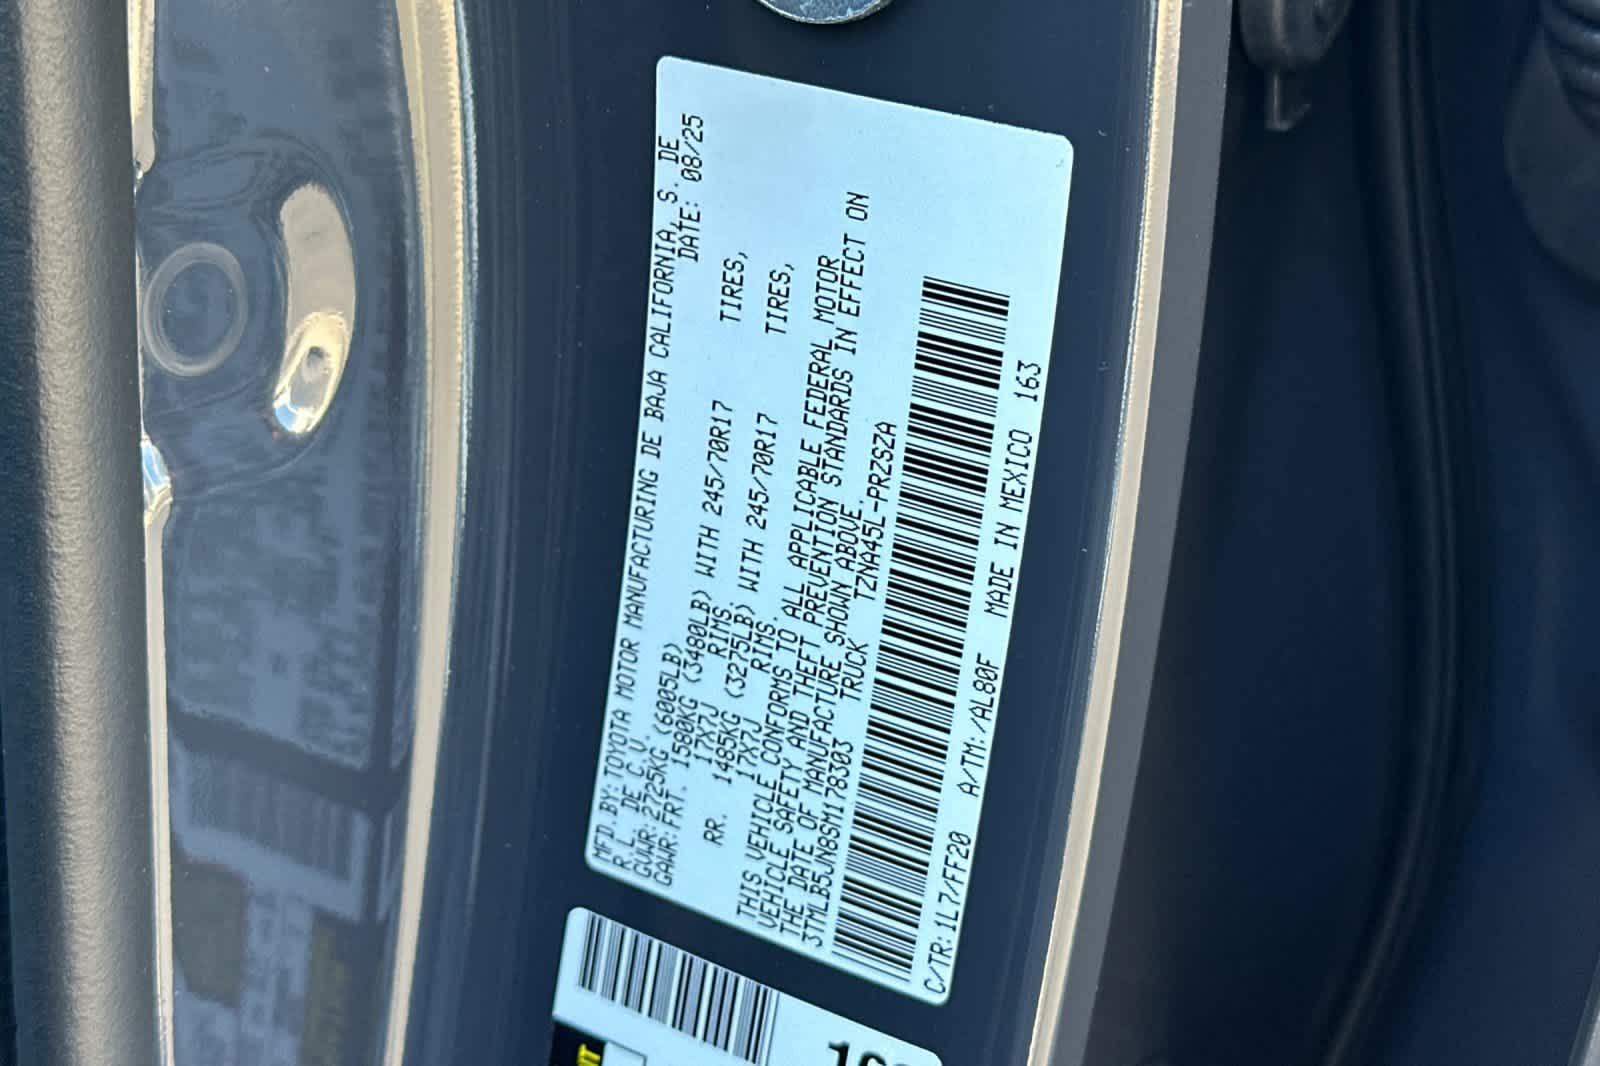 MFD.BY:TOYOTA MOTOR MANUFACTURING DE BAJA CALIFORNIA, S. DE
R.L. DE C.V. DATE: 08/25
GVWR:2725KG (6005LB)
GAWR:FRT. 1580KG (3480LB) WITH 245/70R17 TIRES,
17X7J RIMS.
RR. 1485KG (3275LB) WITH 245/70R17 TIRES,
17X7J RIMS.
THIS VEHICLE CONFORMS TO ALL APPLICABLE FEDERAL MOTOR
VEHICLE SAFETY AND THEFT PREVENTION STANDARDS IN EFFECT ON
THE DATE OF MANUFACTURE SHOWN ABOVE.
3TMLB5JN8SM178303 TRUCK TZNA45L-PRZSZA
C/TR:1L7/FF20 A/TM:/AL80F MADE IN MEXICO 163